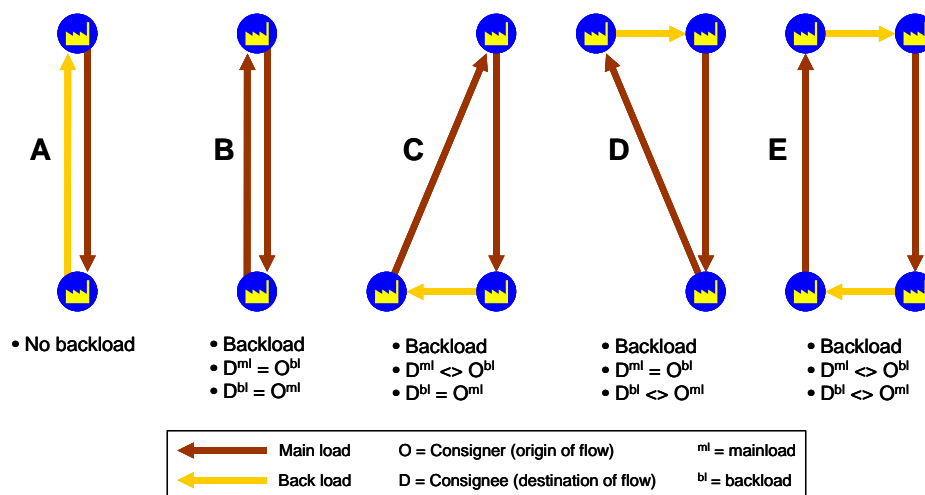 A
B
C
D
E
• No backload
• Backload
• Dᵐˡ = Oᵇˡ
• Dᵇˡ = Oᵐˡ
• Backload
• Dᵐˡ <> Oᵇˡ
• Dᵇˡ = Oᵐˡ
• Backload
• Dᵐˡ = Oᵇˡ
• Dᵇˡ <> Oᵐˡ
• Backload
• Dᵐˡ <> Oᵇˡ
• Dᵇˡ <> Oᵐˡ
Main load
O = Consigner (origin of flow)
ᵐˡ = mainload
Back load
D = Consignee (destination of flow)
ᵇˡ = backload